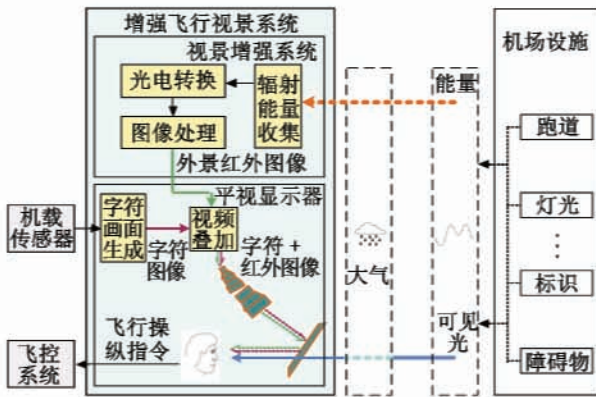 增强飞行视景系统
视景增强系统
光电转换
辐射
能量
收集
图像处理
外景红外图像
平视显示器
机载
传感器
字符
画面
生成
视频
叠加
字符
图像
字符+
红外图像
飞行操
纵指令
飞控
系统
大气
能量
可见
光
机场设施
跑道
灯光
⋮
标识
障碍物